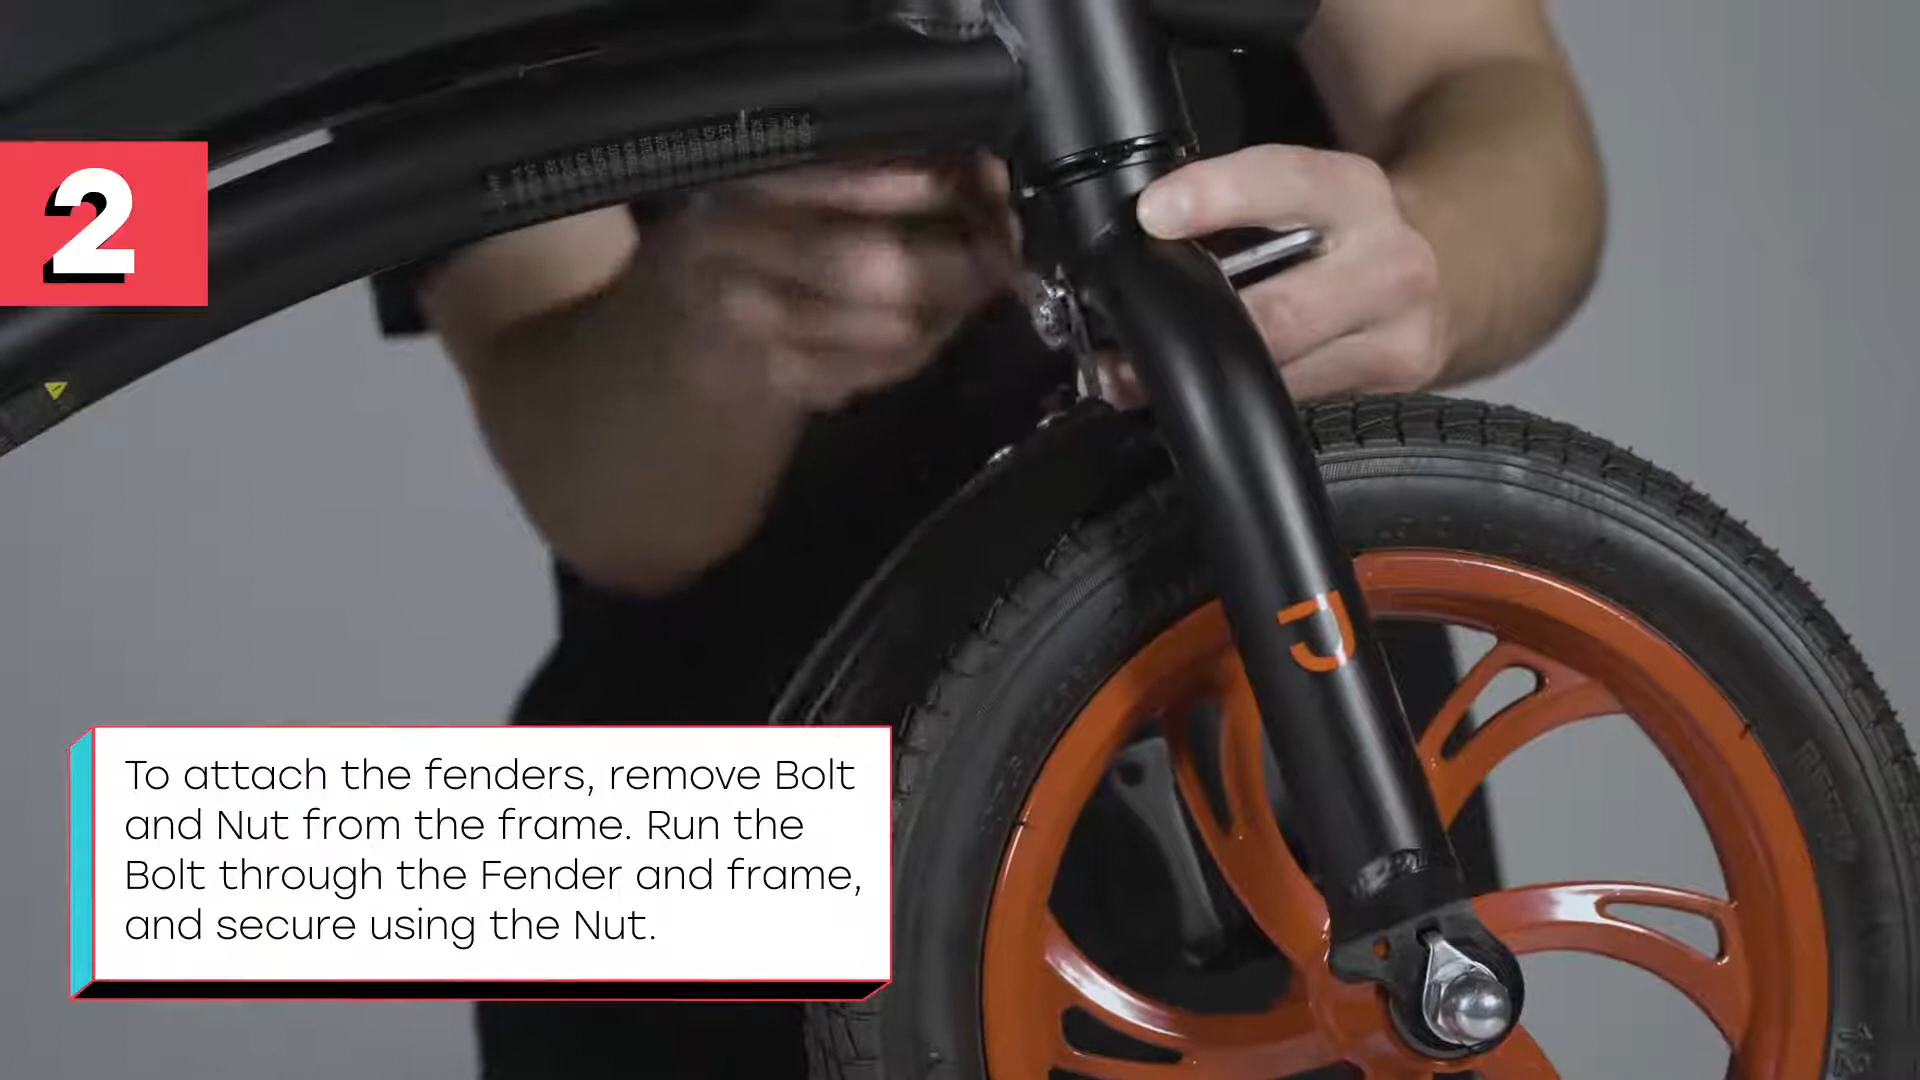 2
To attach the fenders, remove Bolt
and Nut from the frame. Run the
Bolt through the Fender and frame,
and secure using the Nut.
J